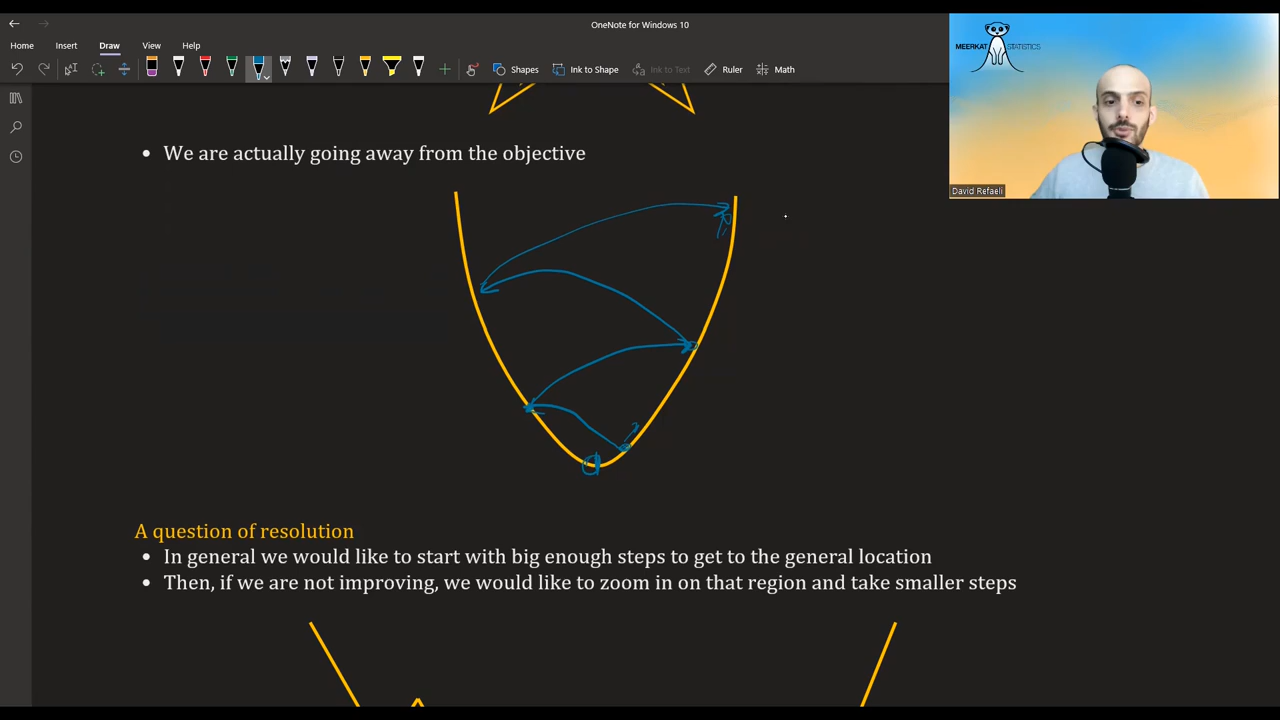 OneNote for Windows 10
Home Insert Draw View Help
Shapes Ink to Shape Ink to Text Ruler Math
MEERKAT STATISTICS
David Refaeli
We are actually going away from the objective
A question of resolution
In general we would like to start with big enough steps to get to the general location
Then, if we are not improving, we would like to zoom in on that region and take smaller steps